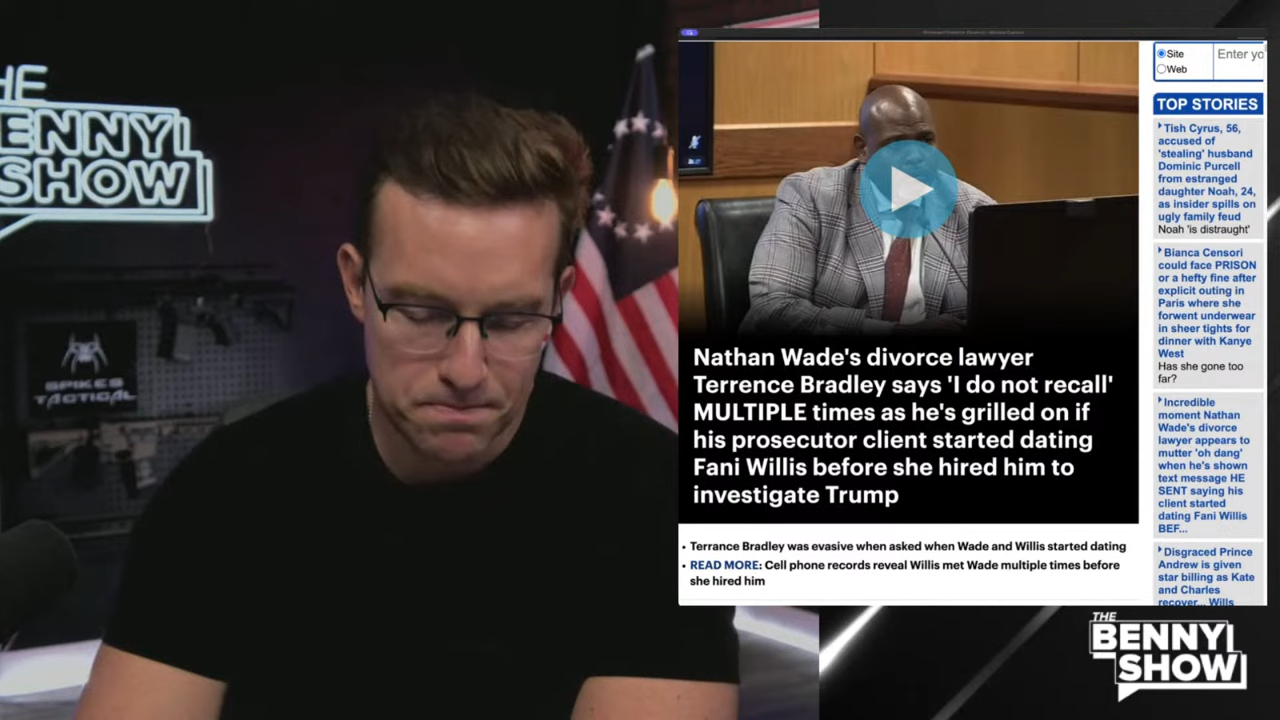 THE
BENNY
SHOW
SPIKES
TACTICAL
Nathan Wade's divorce lawyer
Terrence Bradley says 'I do not recall'
MULTIPLE times as he's grilled on if
his prosecutor client started dating
Fani Willis before she hired him to
investigate Trump
• Terrance Bradley was evasive when asked when Wade and Willis started dating
• READ MORE: Cell phone records reveal Willis met Wade multiple times before
she hired him
Site
Web
Enter yo
TOP STORIES
Tish Cyrus, 56,
accused of
'stealing' husband
Dominic Purcell
from estranged
daughter Noah, 24,
as insider spills on
ugly family feud
Noah 'is distraught'
Bianca Censori
could face PRISON
or a hefty fine after
explicit outing in
Paris where she
forwent underwear
in sheer tights for
dinner with Kanye
West
Has she gone too
far?
Incredible
moment Nathan
Wade's divorce
lawyer appears to
mutter 'oh dang'
when he's shown
text message HE
SENT saying his
client started
dating Fani Willis
BEF...
Disgraced Prince
Andrew is given
star billing as Kate
and Charles
recover... Wills
THE
BENNY
SHOW